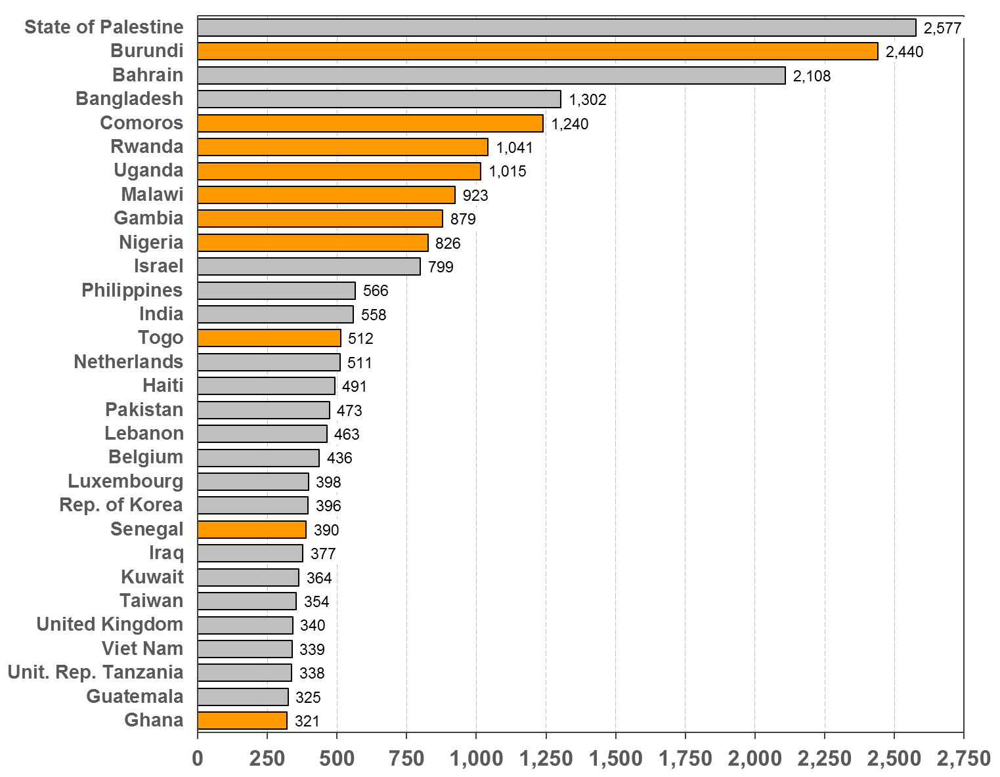 State of Palestine 2,577
Burundi 2,440
Bahrain 2,108
Bangladesh 1,302
Comoros 1,240
Rwanda 1,041
Uganda 1,015
Malawi 923
Gambia 879
Nigeria 826
Israel 799
Philippines 566
India 558
Togo 512
Netherlands 511
Haiti 491
Pakistan 473
Lebanon 463
Belgium 436
Luxembourg 398
Rep. of Korea 396
Senegal 390
Iraq 377
Kuwait 364
Taiwan 354
United Kingdom 340
Viet Nam 339
Unit. Rep. Tanzania 338
Guatemala 325
Ghana 321
0 250 500 750 1,000 1,250 1,500 1,750 2,000 2,250 2,500 2,750